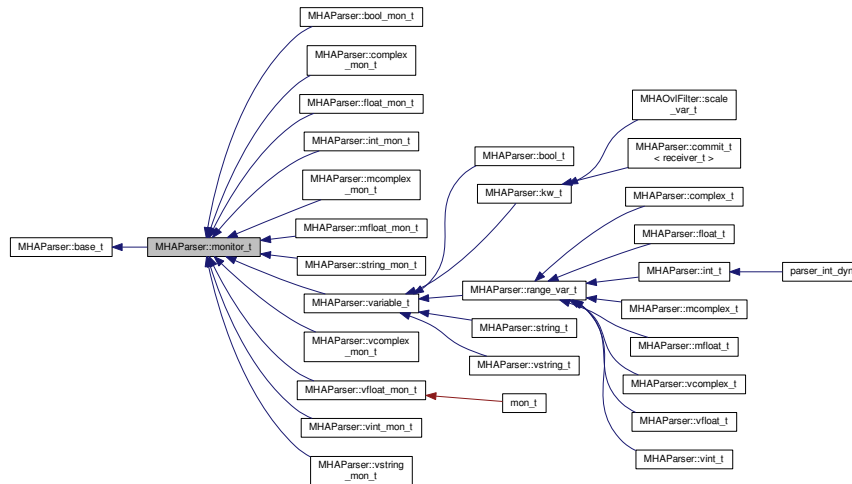 MHAParser::base_t
MHAParser::monitor_t
MHAParser::bool_mon_t
MHAParser::complex
_mon_t
MHAParser::float_mon_t
MHAParser::int_mon_t
MHAParser::mcomplex
_mon_t
MHAParser::mfloat_mon_t
MHAParser::string_mon_t
MHAParser::variable_t
MHAParser::vcomplex
_mon_t
MHAParser::vfloat_mon_t
MHAParser::vint_mon_t
MHAParser::vstring
_mon_t
MHAParser::bool_t
MHAParser::kw_t
MHAParser::range_var_t
MHAParser::string_t
MHAParser::vstring_t
mon_t
MHAOvlFilter::scale
_var_t
MHAParser::commit_t
< receiver_t >
MHAParser::complex_t
MHAParser::float_t
MHAParser::int_t
MHAParser::mcomplex_t
MHAParser::mfloat_t
MHAParser::vcomplex_t
MHAParser::vfloat_t
MHAParser::vint_t
parser_int_dyn